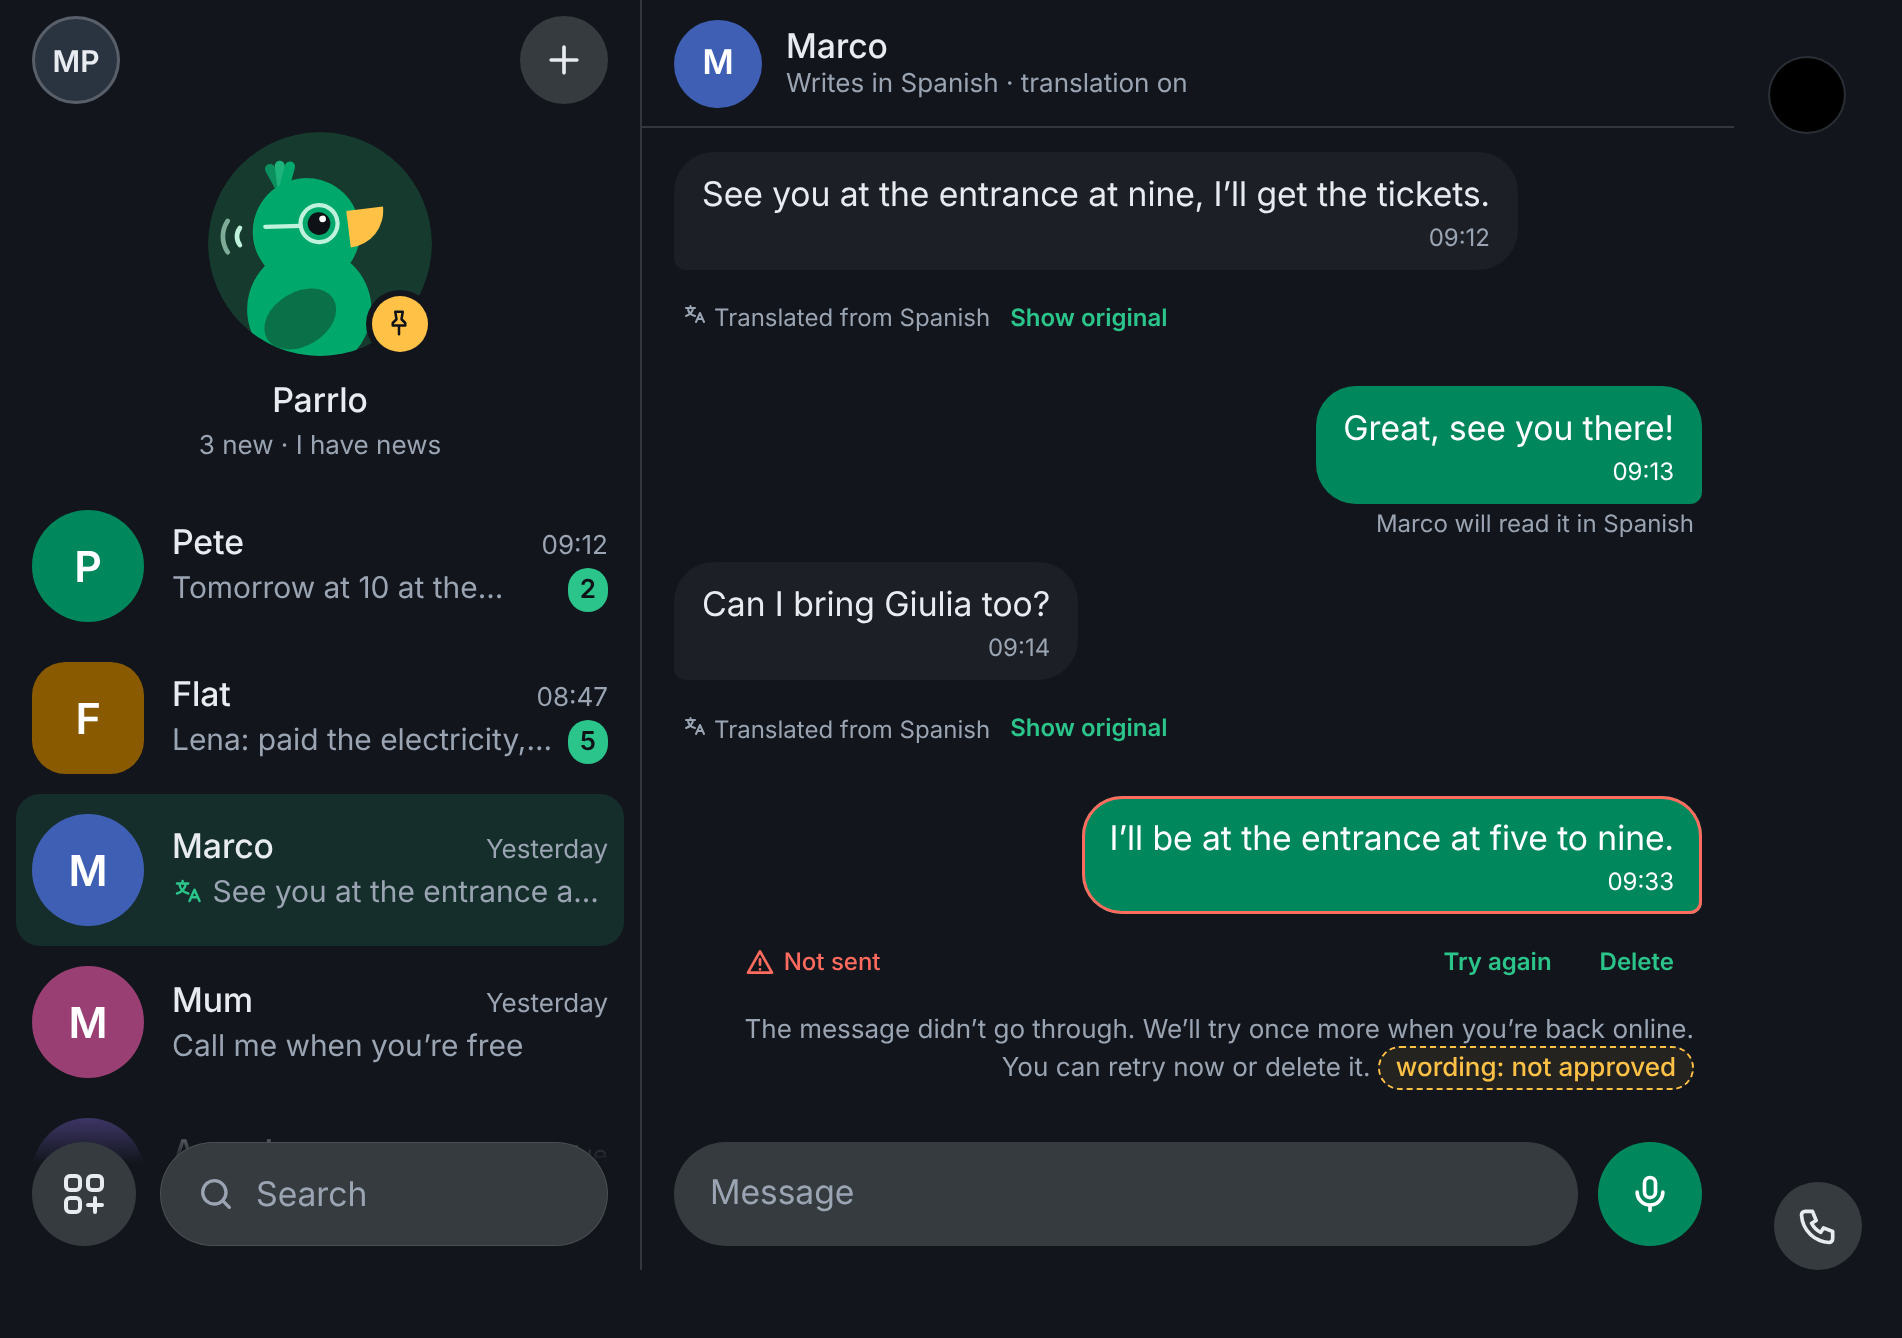 MP
Parrlo
3 new · I have news
P
Pete
09:12
Tomorrow at 10 at the...
2
F
Flat
08:47
Lena: paid the electricity,...
5
M
Marco
Yesterday
See you at the entrance a...
M
Mum
Yesterday
Call me when you’re free
Search
M
Marco
Writes in Spanish · translation on
See you at the entrance at nine, I’ll get the tickets.
09:12
Translated from Spanish Show original
Great, see you there!
09:13
Marco will read it in Spanish
Can I bring Giulia too?
09:14
Translated from Spanish Show original
I’ll be at the entrance at five to nine.
09:33
Not sent
Try again Delete
The message didn’t go through. We’ll try once more when you’re back online.
You can retry now or delete it. wording: not approved
Message